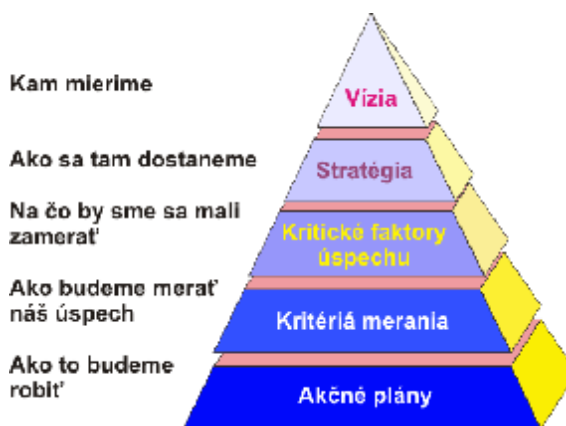 Kam mierime
Vízia
Ako sa tam dostaneme
Stratégia
Na čo by sme sa mali
zamerať
Kritické faktory
úspechu
Ako budeme merať
náš úspech
Kritériá merania
Ako to budeme
robiť
Akčné plány